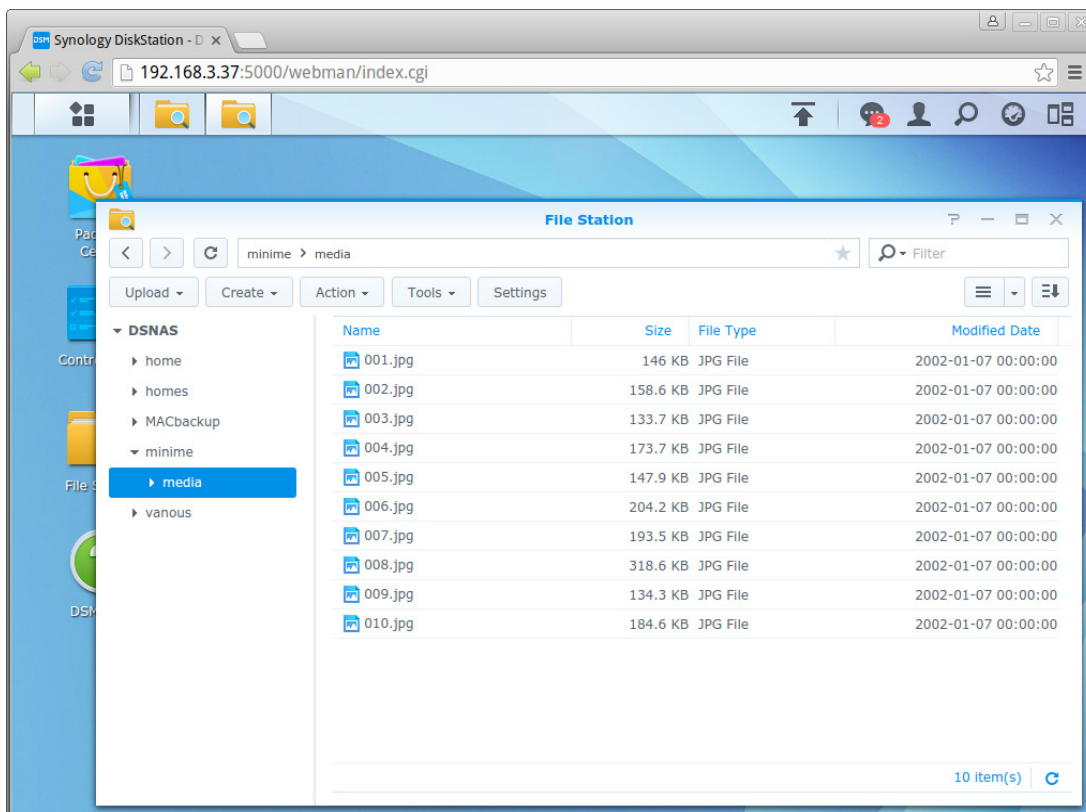 DSM Synology DiskStation - D
192.168.3.37:5000/webman/index.cgi
2
File Station
minime media
Filter
Upload Create Action Tools Settings
DSNAS
home
homes
MACbackup
minime
media
vanous
Name Size File Type Modified Date
001.jpg 146 KB JPG File 2002-01-07 00:00:00
002.jpg 158.6 KB JPG File 2002-01-07 00:00:00
003.jpg 133.7 KB JPG File 2002-01-07 00:00:00
004.jpg 173.7 KB JPG File 2002-01-07 00:00:00
005.jpg 147.9 KB JPG File 2002-01-07 00:00:00
006.jpg 204.2 KB JPG File 2002-01-07 00:00:00
007.jpg 193.5 KB JPG File 2002-01-07 00:00:00
008.jpg 318.6 KB JPG File 2002-01-07 00:00:00
009.jpg 134.3 KB JPG File 2002-01-07 00:00:00
010.jpg 184.6 KB JPG File 2002-01-07 00:00:00
10 item(s)
Pac
Ce
Contr
File S
DSM